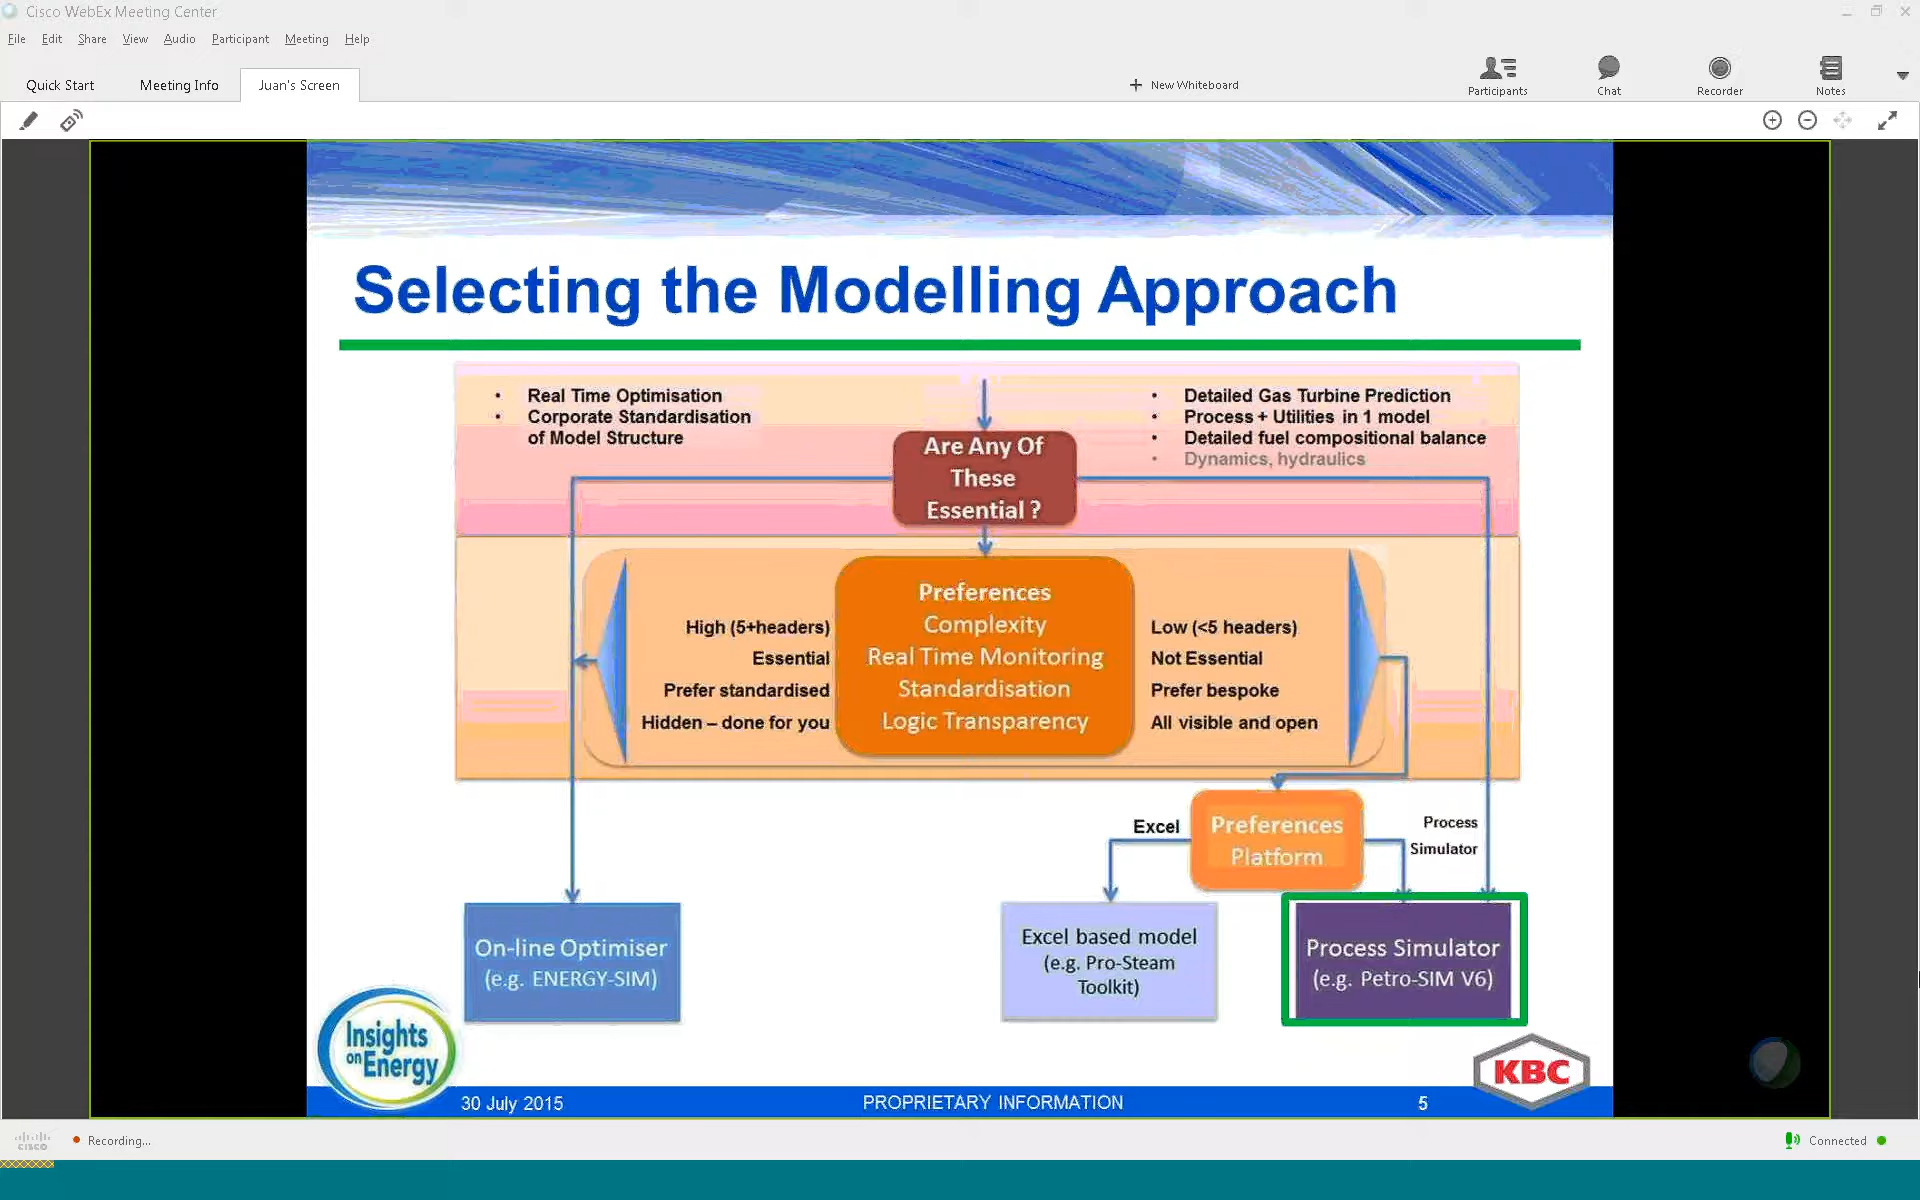 Cisco WebEx Meeting Center
File Edit Share View Audio Participant Meeting Help
Quick Start Meeting Info Juan's Screen
New Whiteboard
Participants Chat Recorder Notes
Selecting the Modelling Approach
• Real Time Optimisation
• Corporate Standardisation
of Model Structure
• Detailed Gas Turbine Prediction
• Process + Utilities in 1 model
• Detailed fuel compositional balance
• Dynamics, hydraulics
Are Any Of
These
Essential ?
Preferences
High (5+headers) Complexity Low (<5 headers)
Essential Real Time Monitoring Not Essential
Prefer standardised Standardisation Prefer bespoke
Hidden – done for you Logic Transparency All visible and open
Excel
Preferences
Platform
Process
Simulator
On-line Optimiser
(e.g. ENERGY-SIM)
Excel based model
(e.g. Pro-Steam
Toolkit)
Process Simulator
(e.g. Petro-SIM V6)
Insights
on Energy
KBC
30 July 2015 PROPRIETARY INFORMATION 5
cisco Recording... Connected